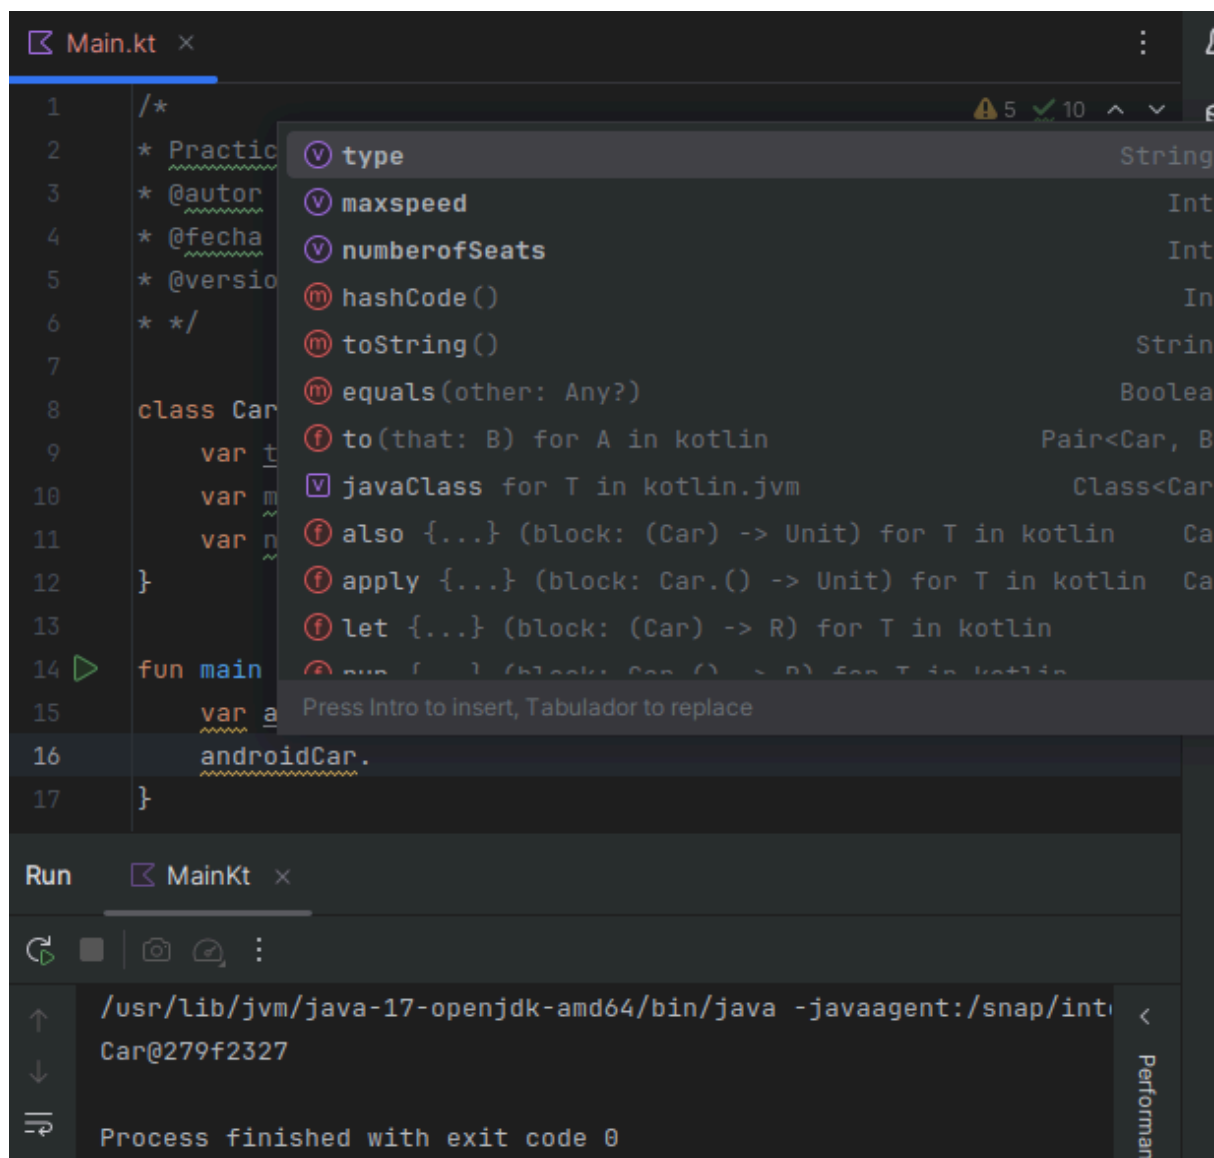 Main.kt
1 /* 5 10
2 * Practic
3 * @autor
4 * @fecha
5 * @versio
6 * */
7
8 class Car
9 var t
10 var m
11 var n
12 }
13
14 fun main
15 var a
16 androidCar.
17 }
type String
maxspeed Int
numberofSeats Int
hashCode() In
toString() Strin
equals(other: Any?) Boolea
to(that: B) for A in kotlin Pair<Car, B
javaClass for T in kotlin.jvm Class<Car
also {...} (block: (Car) -> Unit) for T in kotlin Ca
apply {...} (block: Car.() -> Unit) for T in kotlin Ca
let {...} (block: (Car) -> R) for T in kotlin
run {...} (block: Car.() -> R) for T in kotlin
Press Intro to insert, Tabulador to replace
Run MainKt
/usr/lib/jvm/java-17-openjdk-amd64/bin/java -javaagent:/snap/int
Car@279f2327
Process finished with exit code 0
Performan